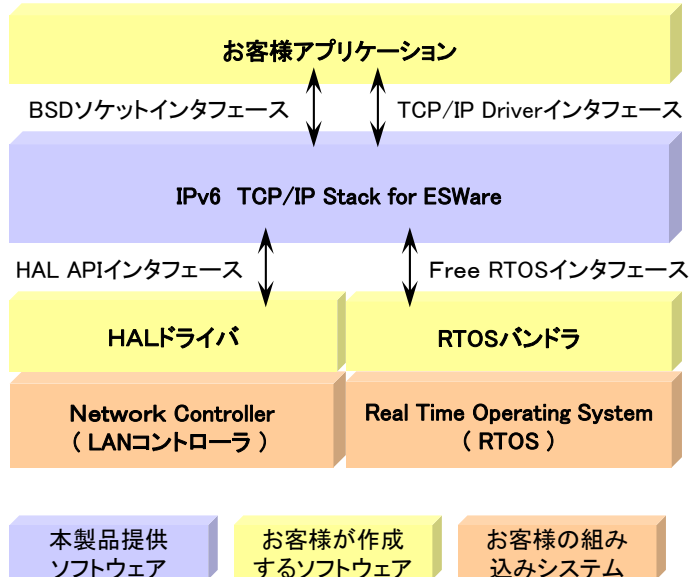 お客様アプリケーション
BSDソケットインタフェース
TCP/IP Driverインタフェース
IPv6 TCP/IP Stack for ESWare
HAL APIインタフェース
Free RTOSインタフェース
HALドライバ
RTOSバンドラ
Network Controller
( LANコントローラ )
Real Time Operating System
( RTOS )
本製品提供
ソフトウェア
お客様が作成
するソフトウェア
お客様の組み
込みシステム